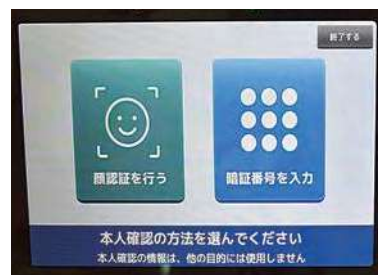 終了する
顔認証を行う
暗証番号を入力
本人確認の方法を選んでください
本人確認の情報は、他の目的には使用しません